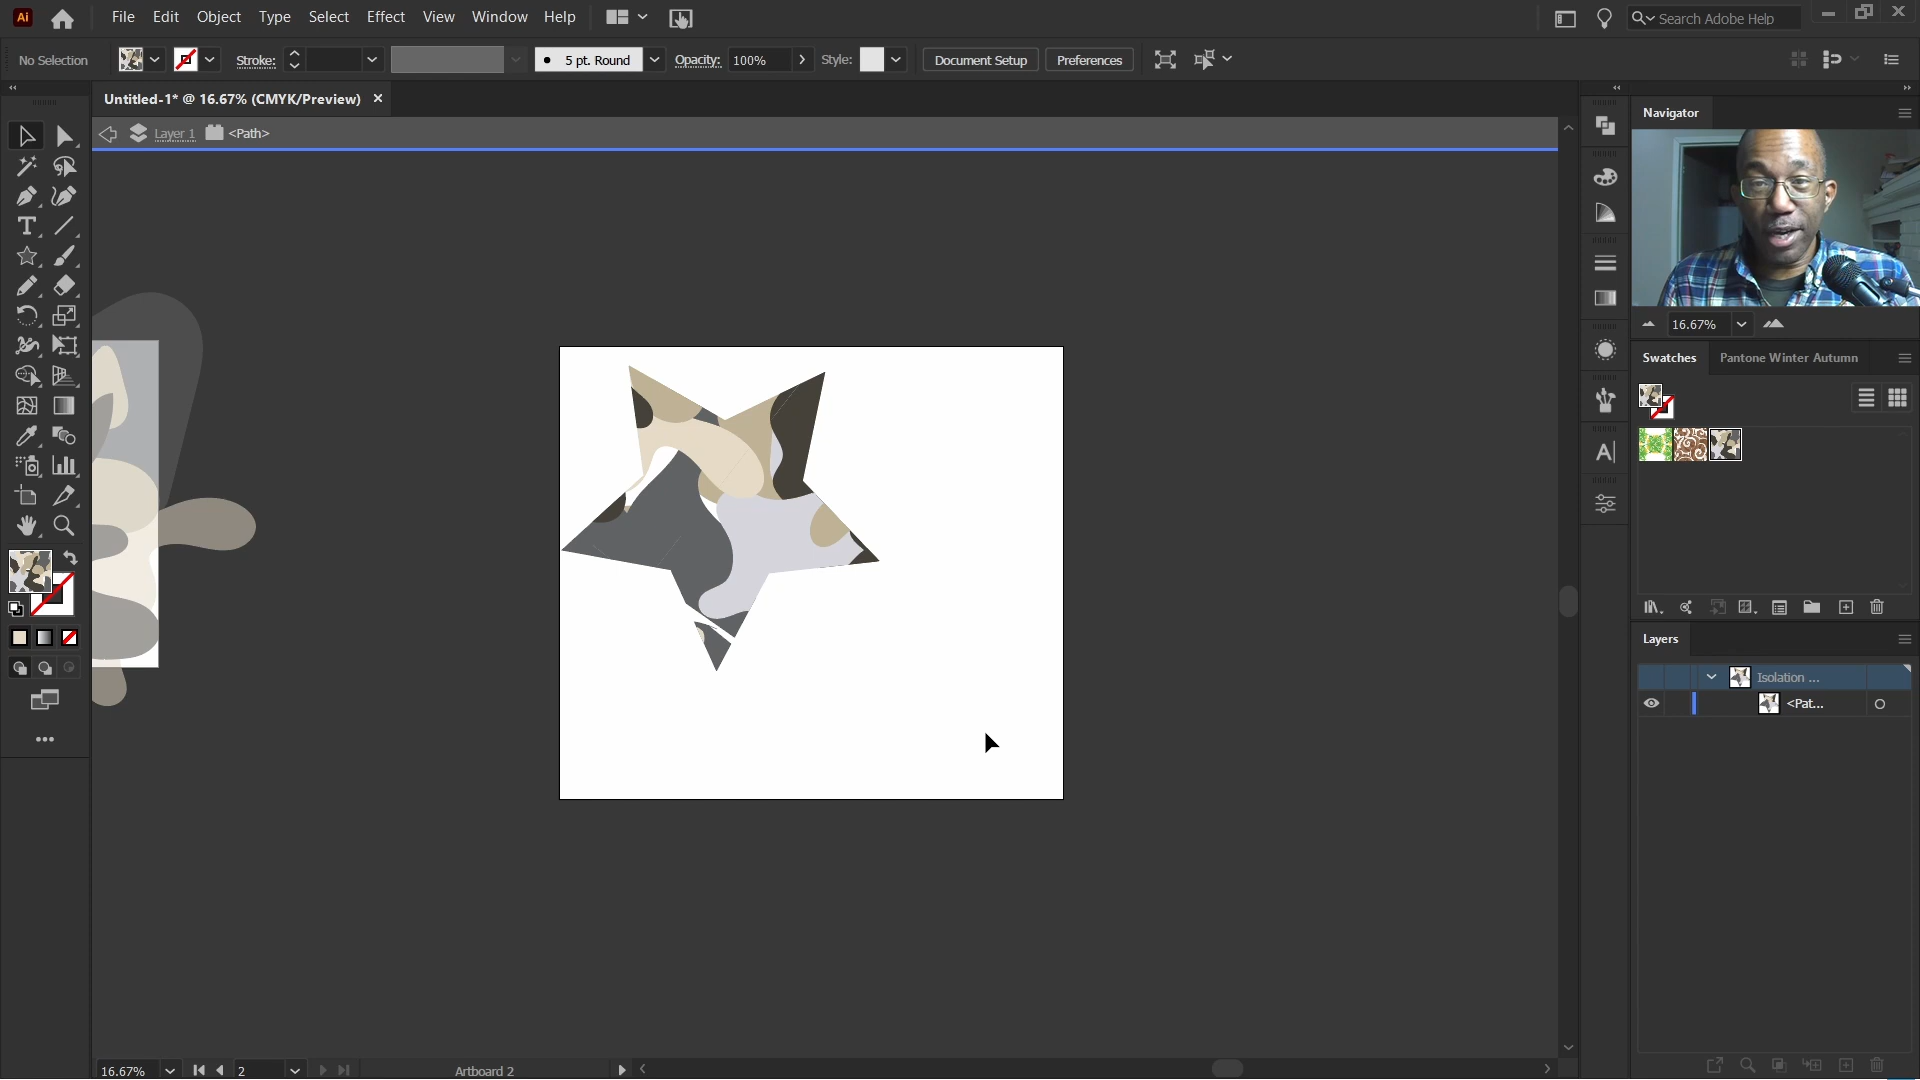 Ai File Edit Object Type Select Effect View Window Help Search Adobe Help
No Selection Stroke: 5 pt. Round Opacity: 100% Style: Document Setup Preferences
Untitled-1* @ 16.67% (CMYK/Preview)
Layer 1 <Path>
Navigator
16.67%
Swatches Pantone Winter Autumn
Layers
Isolation ...
<Pat...
16.67% 2 Artboard 2